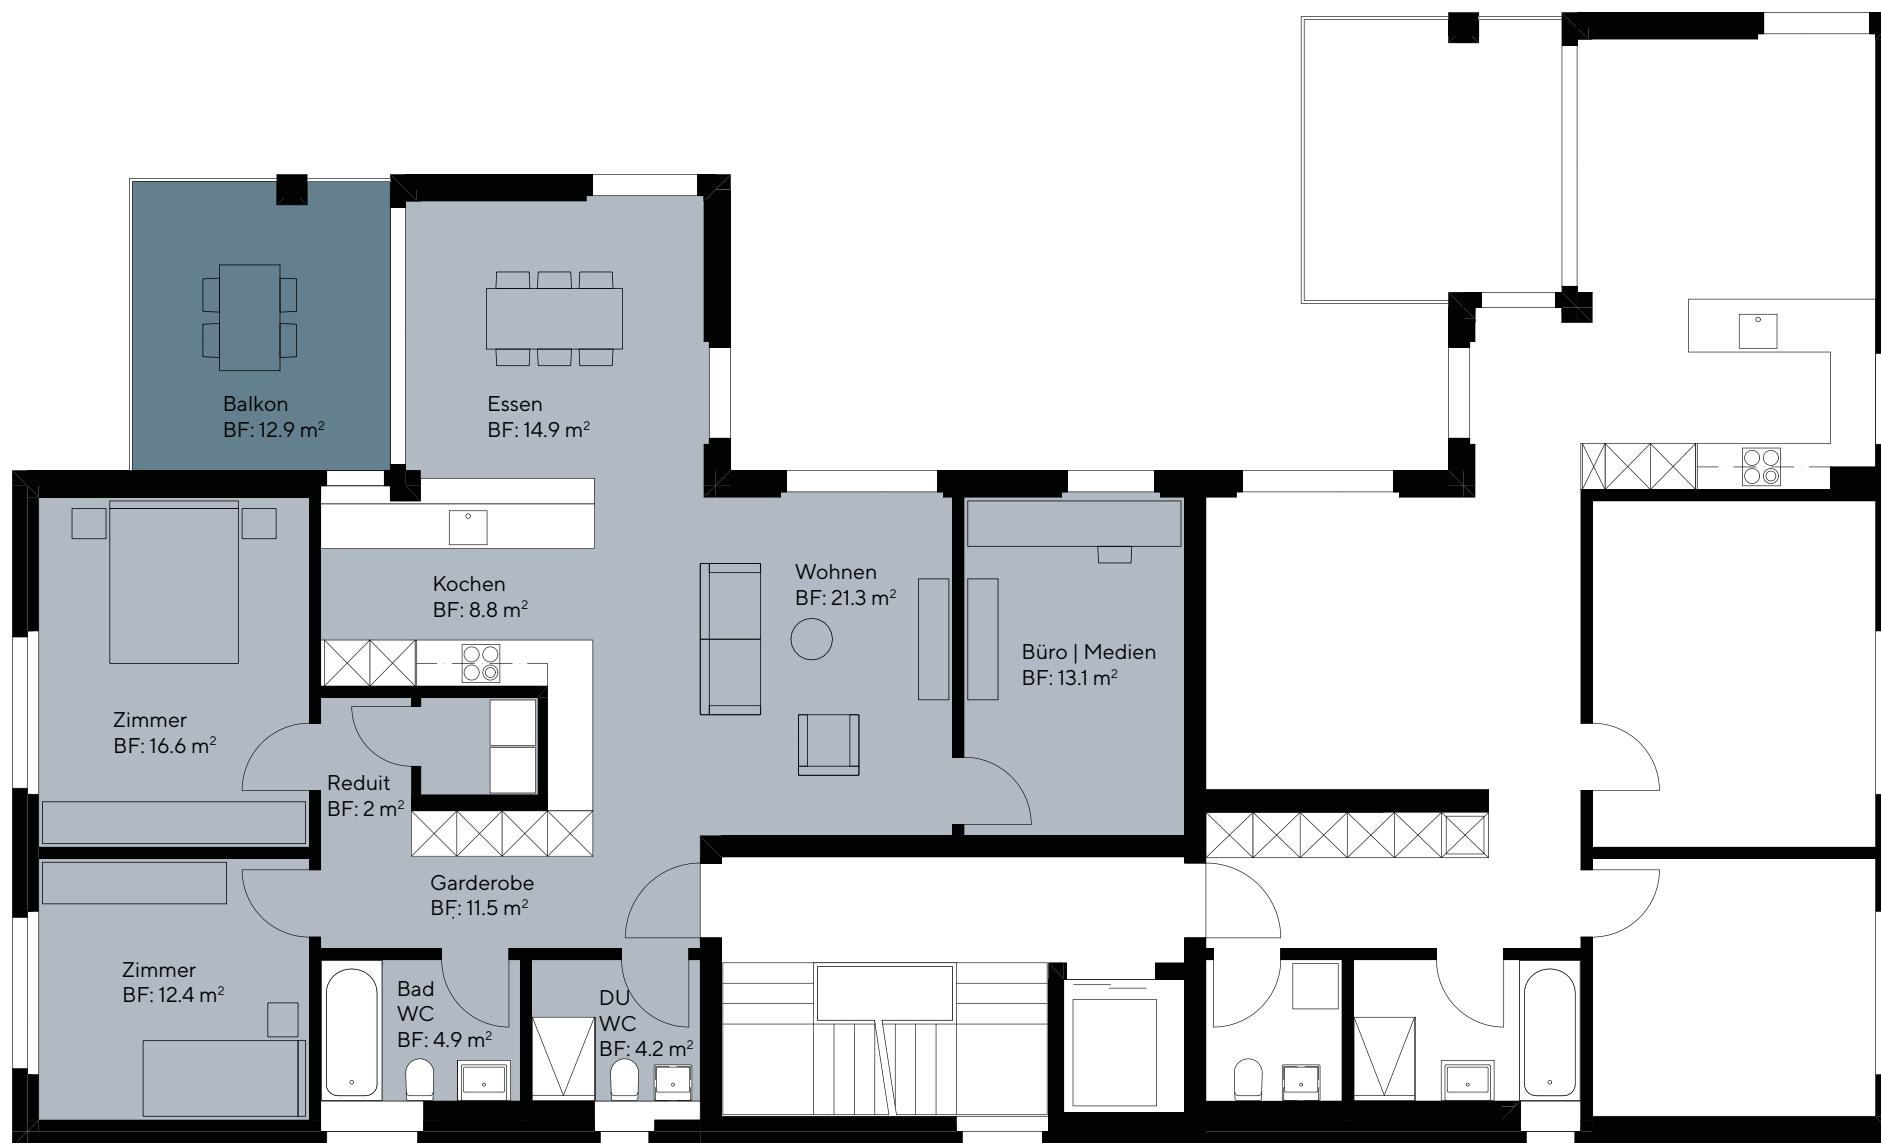 Balkon
BF: 12.9 m²
Essen
BF: 14.9 m²
Kochen
BF: 8.8 m²
Wohnen
BF: 21.3 m²
Büro | Medien
BF: 13.1 m²
Zimmer
BF: 16.6 m²
Reduit
BF: 2 m²
Garderobe
BF: 11.5 m²
Zimmer
BF: 12.4 m²
Bad
WC
BF: 4.9 m²
DU
WC
BF: 4.2 m²